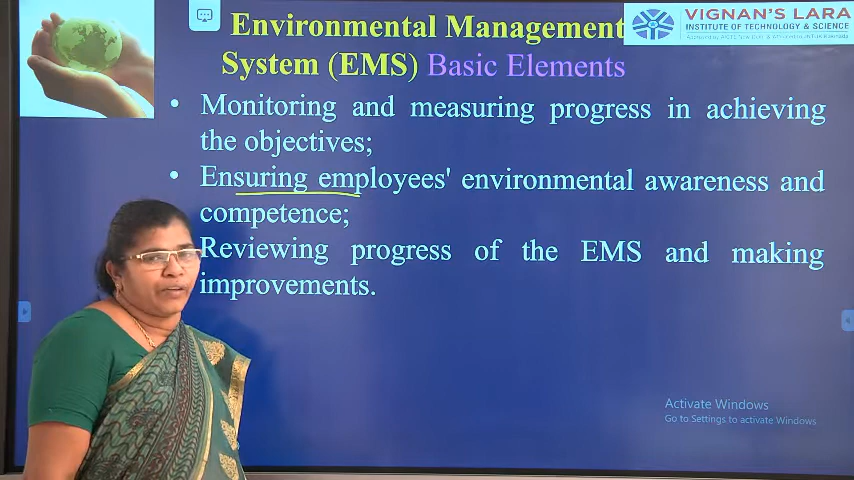 Environmental Management
System (EMS) Basic Elements
VIGNAN'S LARA
INSTITUTE OF TECHNOLOGY & SCIENCE
• Monitoring and measuring progress in achieving
the objectives;
• Ensuring employees' environmental awareness and
competence;
Reviewing progress of the EMS and making
improvements.
Activate Windows
Go to Settings to activate Windows